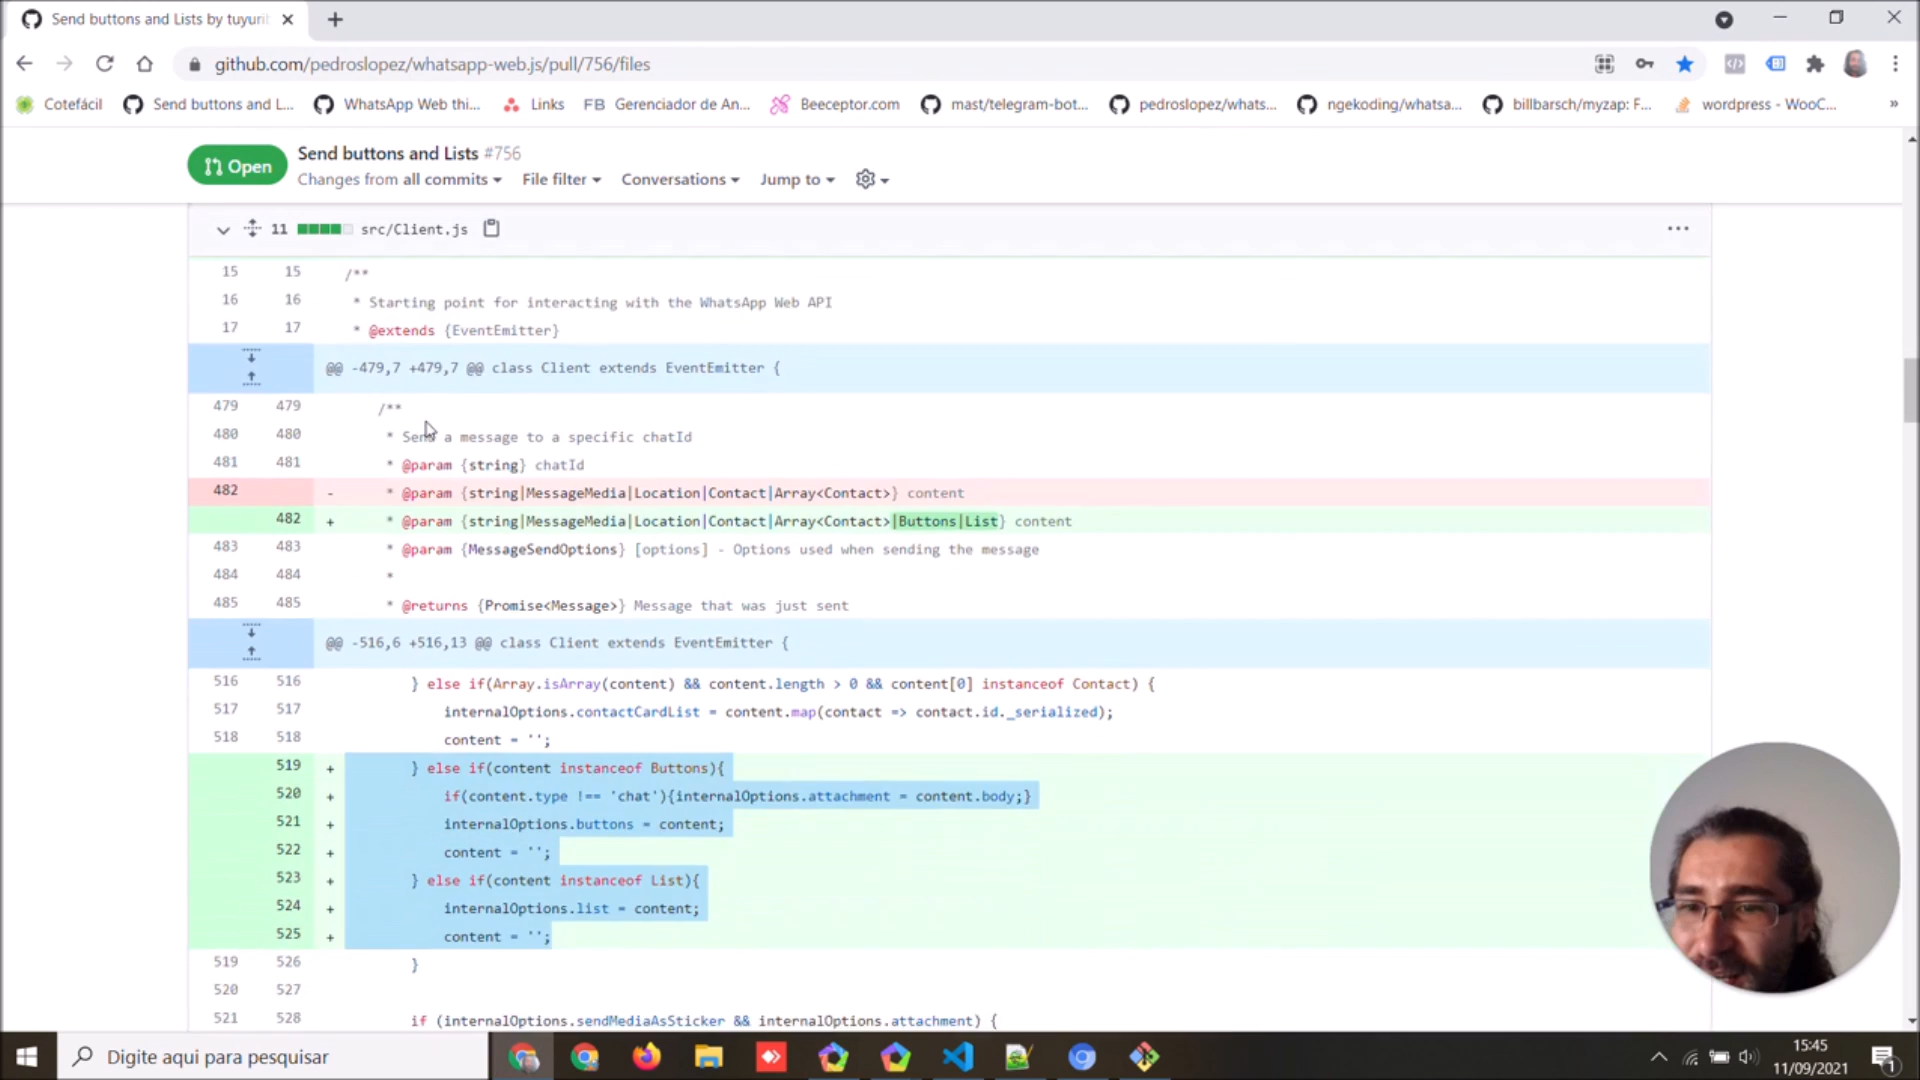 Send buttons and Lists by tuyurit
github.com/pedroslopez/whatsapp-web.js/pull/756/files
Cotefácil
Send buttons and L...
WhatsApp Web thi...
Links
FB Gerenciador de An...
Beeceptor.com
mast/telegram-bot...
pedroslopez/whats...
ngekoding/whatsa...
billbarsch/myzap: F...
wordpress - WooC...
»
Open
Send buttons and Lists #756
Changes from all commits
File filter
Conversations
Jump to
11 src/Client.js
15 15 /**
16 16 * Starting point for interacting with the WhatsApp Web API
17 17 * @extends {EventEmitter}
@@ -479,7 +479,7 @@ class Client extends EventEmitter {
479 479 /**
480 480 * Send a message to a specific chatId
481 481 * @param {string} chatId
482 - * @param {string|MessageMedia|Location|Contact|Array<Contact>} content
482 + * @param {string|MessageMedia|Location|Contact|Array<Contact>|Buttons|List} content
483 483 * @param {MessageSendOptions} [options] - Options used when sending the message
484 484 *
485 485 * @returns {Promise<Message>} Message that was just sent
@@ -516,6 +516,13 @@ class Client extends EventEmitter {
516 516 } else if(Array.isArray(content) && content.length > 0 && content[0] instanceof Contact) {
517 517 internalOptions.contactCardList = content.map(contact => contact.id._serialized);
518 518 content = '';
519 + } else if(content instanceof Buttons){
520 + if(content.type !== 'chat'){internalOptions.attachment = content.body;}
521 + internalOptions.buttons = content;
522 + content = '';
523 + } else if(content instanceof List){
524 + internalOptions.list = content;
525 + content = '';
519 526 }
520 527
521 528 if (internalOptions.sendMediaAsSticker && internalOptions.attachment) {
Digite aqui para pesquisar
15:45
11/09/2021
1